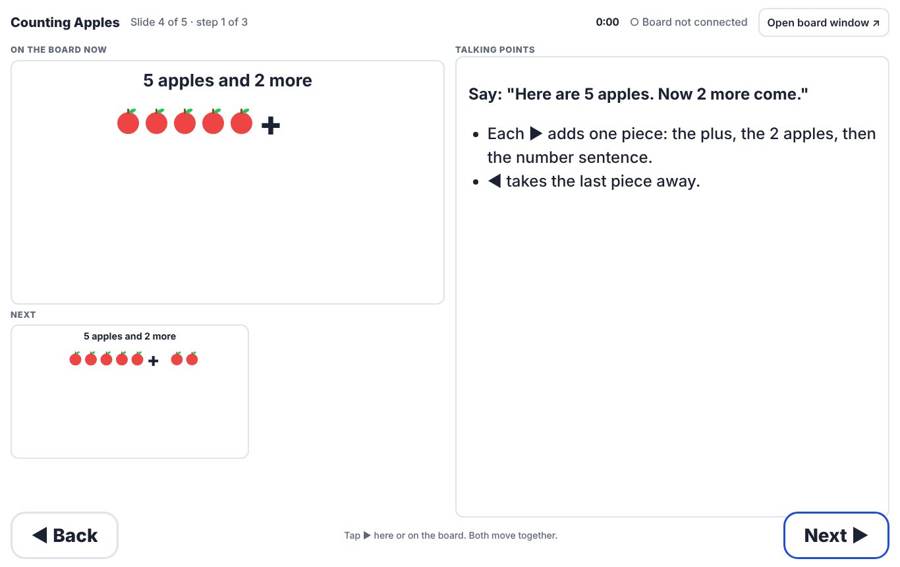 Counting Apples
Slide 4 of 5 · step 1 of 3
0:00
Board not connected
Open board window ↗
ON THE BOARD NOW
5 apples and 2 more
+
NEXT
5 apples and 2 more
+
TALKING POINTS
Say: "Here are 5 apples. Now 2 more come."
• Each ▶ adds one piece: the plus, the 2 apples, then
the number sentence.
• ◀ takes the last piece away.
◀ Back
Tap ▶ here or on the board. Both move together.
Next ▶